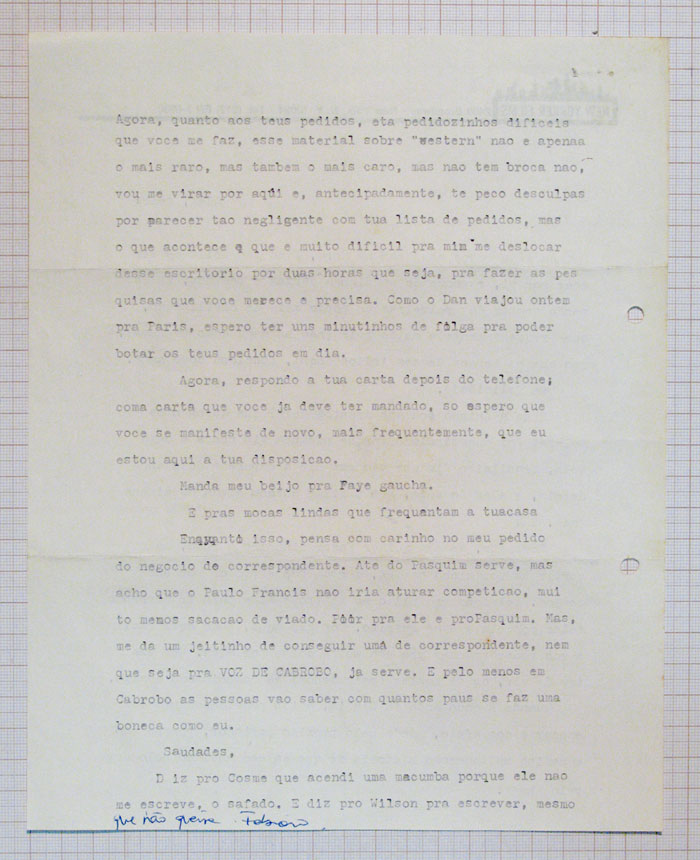 Agora, quanto aos teus pedidos, eta pedidozinhos dificeis
que voce me faz, esse material sobre "western" nao e apenaa
o mais raro, mas tambem o mais caro, mas nao tem broca nao,
vou me virar por aqui e, antecipadamente, te peco desculpas
por parecer tao negligente com tua lista de pedidos, mas
o que acontece q que e muito dificil pra mim me deslocar
desse escritorio por duas horas que seja, pra fazer as pes
quisas que voce merece e precisa. Como o Dan viajou ontem
pra Paris, espero ter uns minutinhos de folga pra poder
botar os teus pedidos em dia.
Agora, respondo a tua carta depois do telefone;
coma carta que voce ja deve ter mandado, so espero que
voce se manifeste de novo, mais frequentemente, que eu
estou aqui a tua disposicao.
Manda meu beijo pra Faye gaucha.
E pras mocas lindas que frequentam a tuacasa
isso, pensa com carinho no meu pedido
do negocio de correspondente. Ate do Pasquim serve, mas
acho que o Paulo Francis nao iria aturar competicao, mui
to menos sacacao de viado. pra ele e proPasquim. Mas,
me da um jeitinho de conseguir uma de correspondente, nem
que seja pra VOZ DE CABROBO, ja serve. E pelo menos em
Cabrobo as pessoas vao saber com quantos paus se faz uma
boneca como eu.
Saudades,
D iz pro Cosme que acendi uma macumba porque ele nao
me escreve, o safado. E diz pro Wilson pra escrever, mesmo
que não queira.